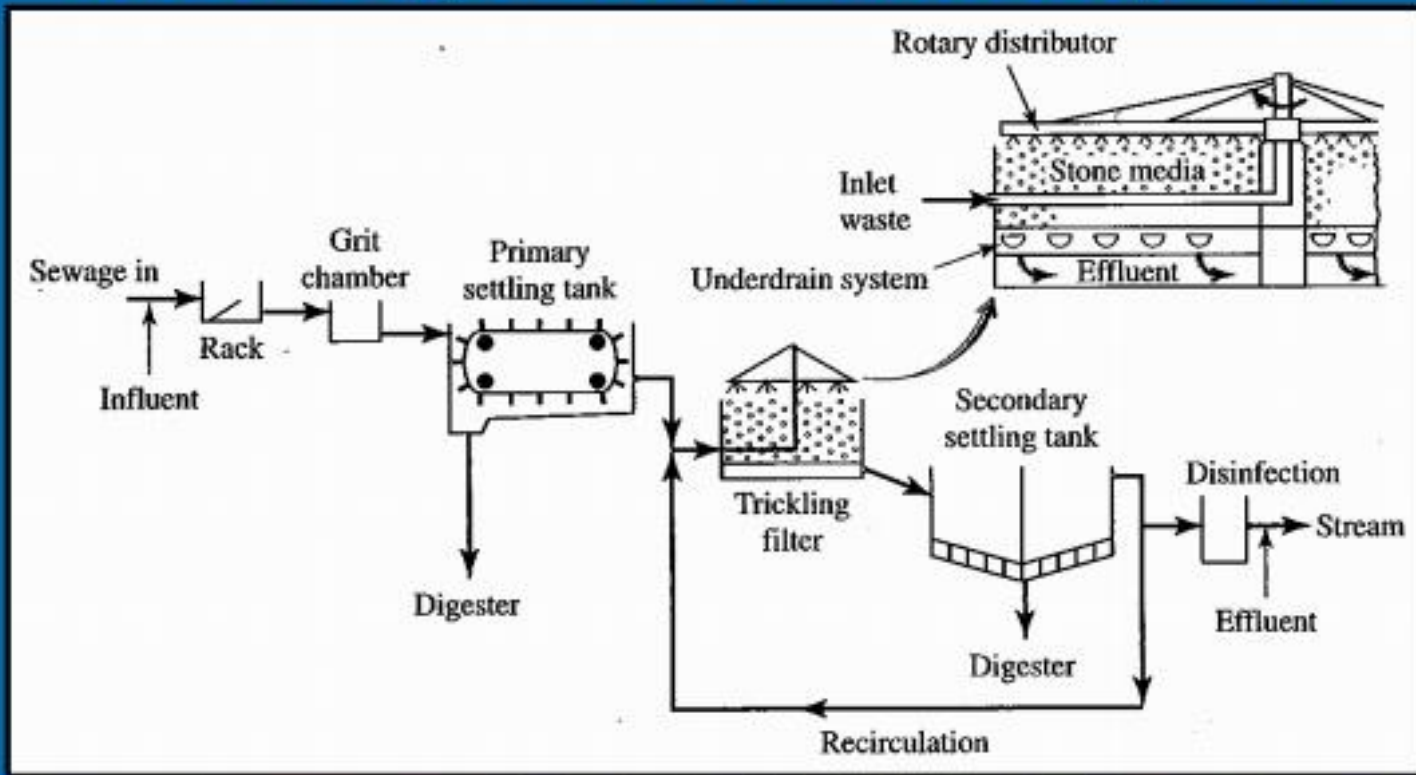 Rotary distributor
Stone media
Inlet
waste
Underdrain system
Effluent
Sewage in
Influent
Rack
Grit
chamber
Primary
settling tank
Digester
Trickling
filter
Secondary
settling tank
Digester
Disinfection
Stream
Effluent
Recirculation